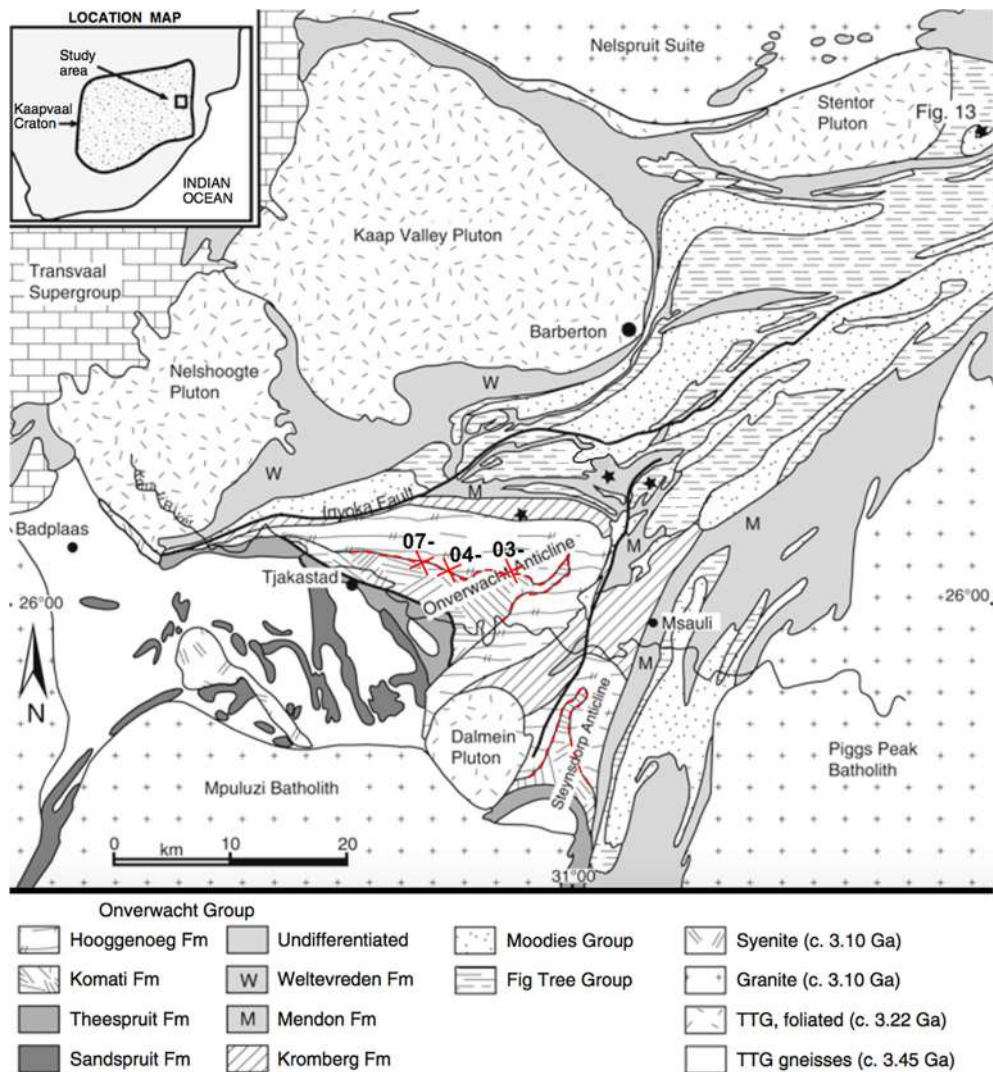 LOCATION MAP
Study
area
Kaapvaal
Craton
INDIAN
OCEAN
Nelspruit Suite
Stentor
Pluton
Fig. 13
Kaap Valley Pluton
Transvaal
Supergroup
Barberton
Nelshoogte
Pluton
W
W
Inyoka Fault
M
Badplaas
07-
04-
03-
Onverwacht Anticline
M
M
Tjakastad
26°00
26°00
Msauli
M
N
Dalmein
Pluton
Steynsdorp Anticline
Piggs Peak
Batholith
Mpuluzi Batholith
0 km 10 20
31°00
Onverwacht Group
Hooggenoeg Fm
Undifferentiated
Moodies Group
Syenite (c. 3.10 Ga)
Komati Fm
W Weltevreden Fm
Fig Tree Group
Granite (c. 3.10 Ga)
Theespruit Fm
M Mendon Fm
TTG, foliated (c. 3.22 Ga)
Sandspruit Fm
Kromberg Fm
TTG gneisses (c. 3.45 Ga)